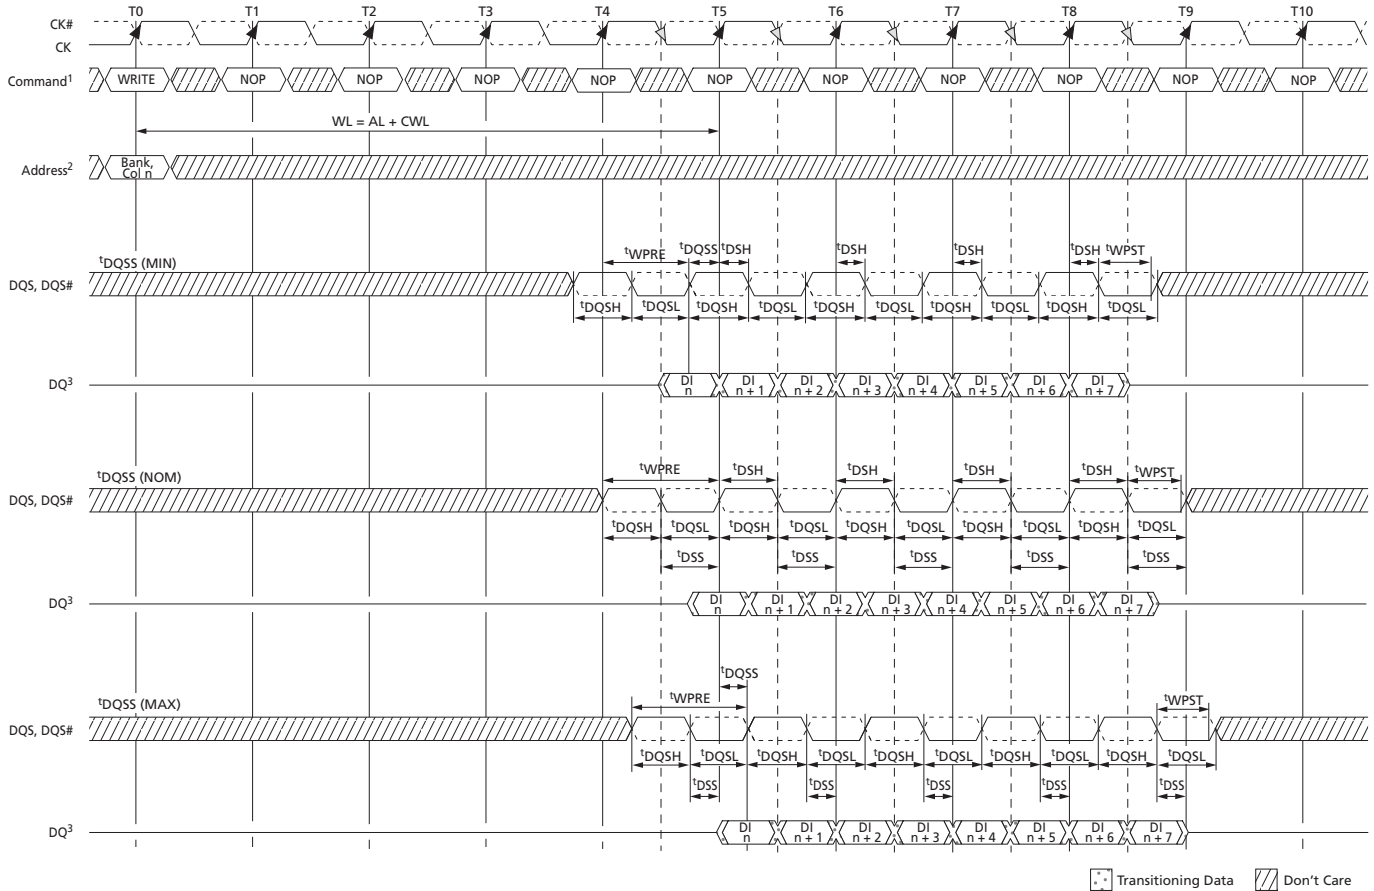 T0 T1 T2 T3 T4 T5 T6 T7 T8 T9 T10
CK#
CK
Command¹ WRITE NOP NOP NOP NOP NOP NOP NOP NOP NOP NOP
WL = AL + CWL
Address² Bank,
Col n
ᵗDQSS (MIN) ᵗWPRE ᵗDQSS ᵗDSH ᵗDSH ᵗDSH ᵗDSH ᵗWPST
DQS, DQS#
ᵗDQSH ᵗDQSL ᵗDQSH ᵗDQSL ᵗDQSH ᵗDQSL ᵗDQSH ᵗDQSL ᵗDQSH ᵗDQSL
DQ³ DI DI DI DI DI DI DI DI
n n + 1 n + 2 n + 3 n + 4 n + 5 n + 6 n + 7
ᵗDQSS (NOM) ᵗWPRE ᵗDSH ᵗDSH ᵗDSH ᵗDSH ᵗWPST
DQS, DQS#
ᵗDQSH ᵗDQSL ᵗDQSH ᵗDQSL ᵗDQSH ᵗDQSL ᵗDQSH ᵗDQSL ᵗDQSH ᵗDQSL
ᵗDSS ᵗDSS ᵗDSS ᵗDSS ᵗDSS
DQ³ DI DI DI DI DI DI DI DI
n n + 1 n + 2 n + 3 n + 4 n + 5 n + 6 n + 7
ᵗDQSS
ᵗDQSS (MAX) ᵗWPRE ᵗWPST
DQS, DQS#
ᵗDQSH ᵗDQSL ᵗDQSH ᵗDQSL ᵗDQSH ᵗDQSL ᵗDQSH ᵗDQSL ᵗDQSH ᵗDQSL
ᵗDSS ᵗDSS ᵗDSS ᵗDSS ᵗDSS
DQ³ DI DI DI DI DI DI DI DI
n n + 1 n + 2 n + 3 n + 4 n + 5 n + 6 n + 7
Transitioning Data Don't Care